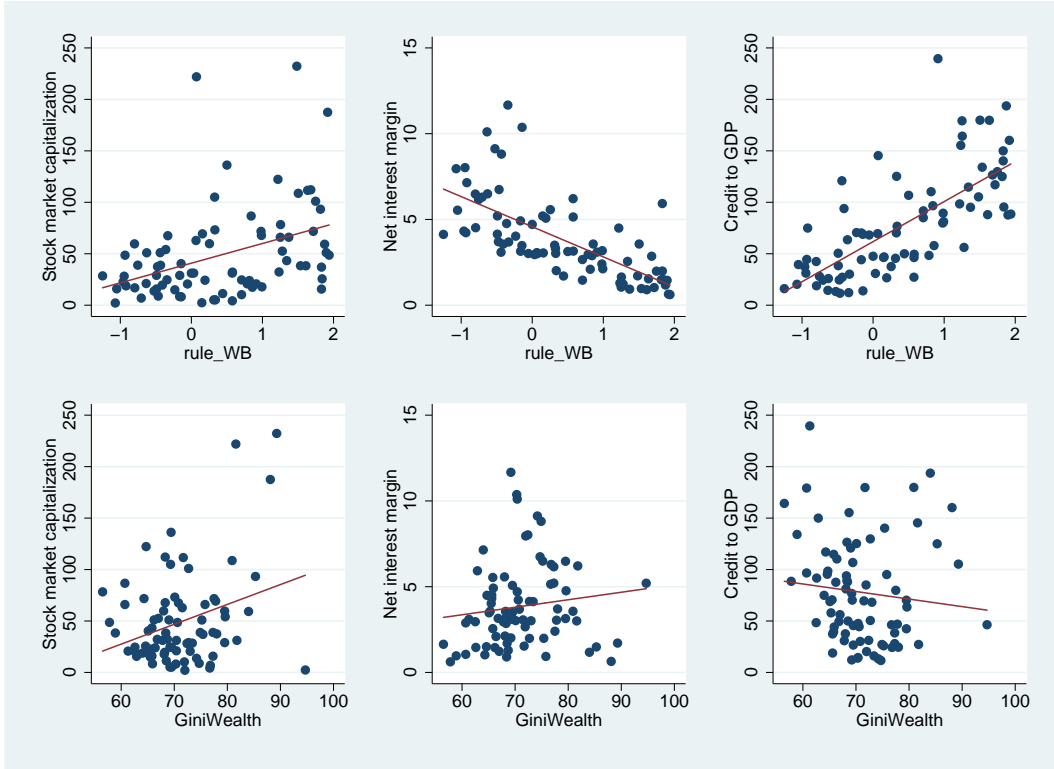 Stock market capitalization
0 50 100 150 200 250
−1 0 1 2
rule_WB
Net interest margin
0 5 10 15
−1 0 1 2
rule_WB
Credit to GDP
0 50 100 150 200 250
−1 0 1 2
rule_WB
Stock market capitalization
0 50 100 150 200 250
60 70 80 90 100
GiniWealth
Net interest margin
0 5 10 15
60 70 80 90 100
GiniWealth
Credit to GDP
0 50 100 150 200 250
60 70 80 90 100
GiniWealth